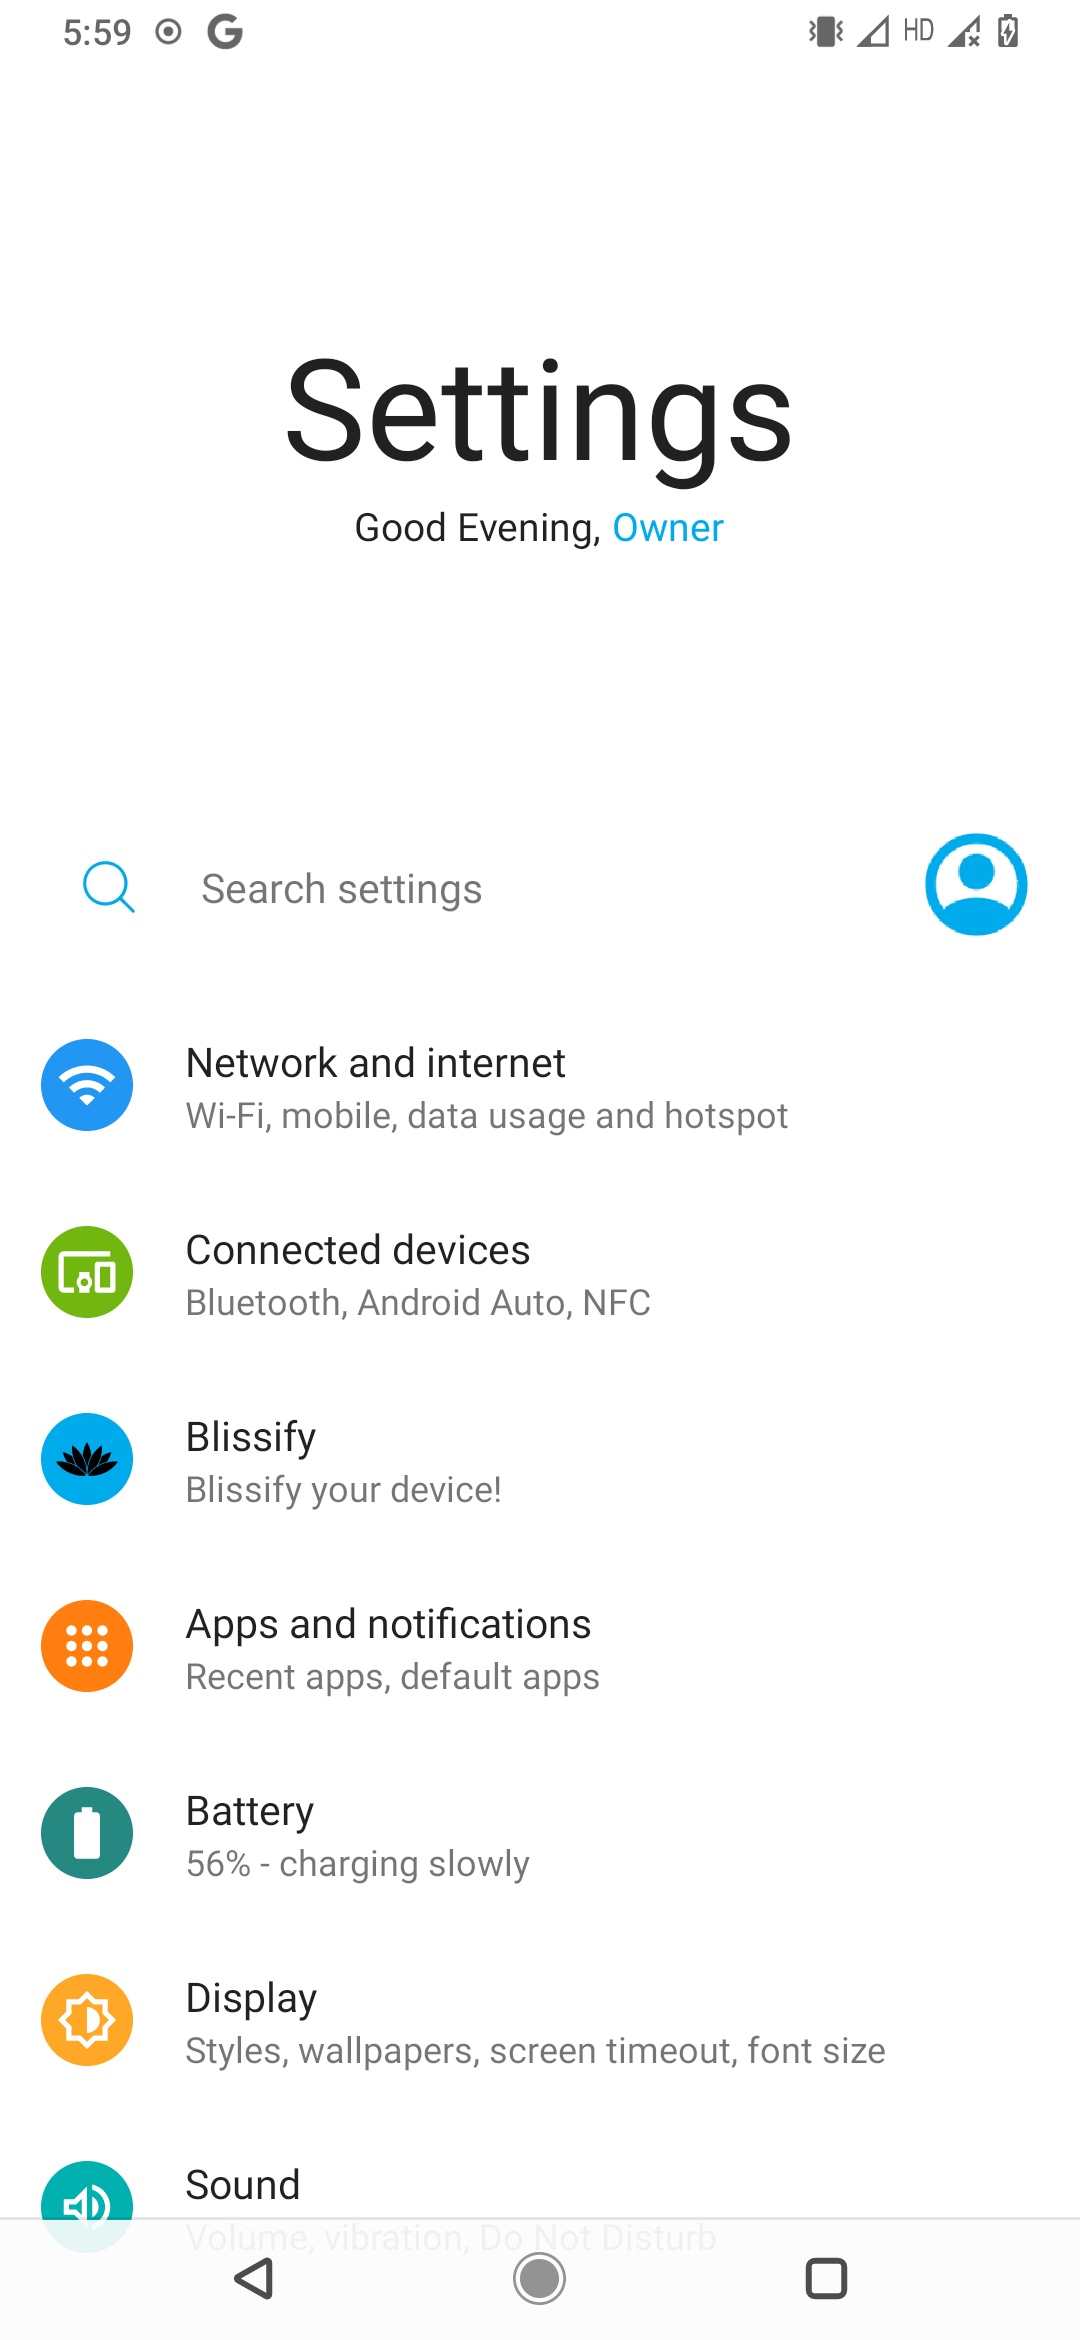 5:59 G HD
Settings
Good Evening, Owner
Search settings
Network and internet
Wi-Fi, mobile, data usage and hotspot
Connected devices
Bluetooth, Android Auto, NFC
Blissify
Blissify your device!
Apps and notifications
Recent apps, default apps
Battery
56% - charging slowly
Display
Styles, wallpapers, screen timeout, font size
Sound
Volume, vibration, Do Not Disturb